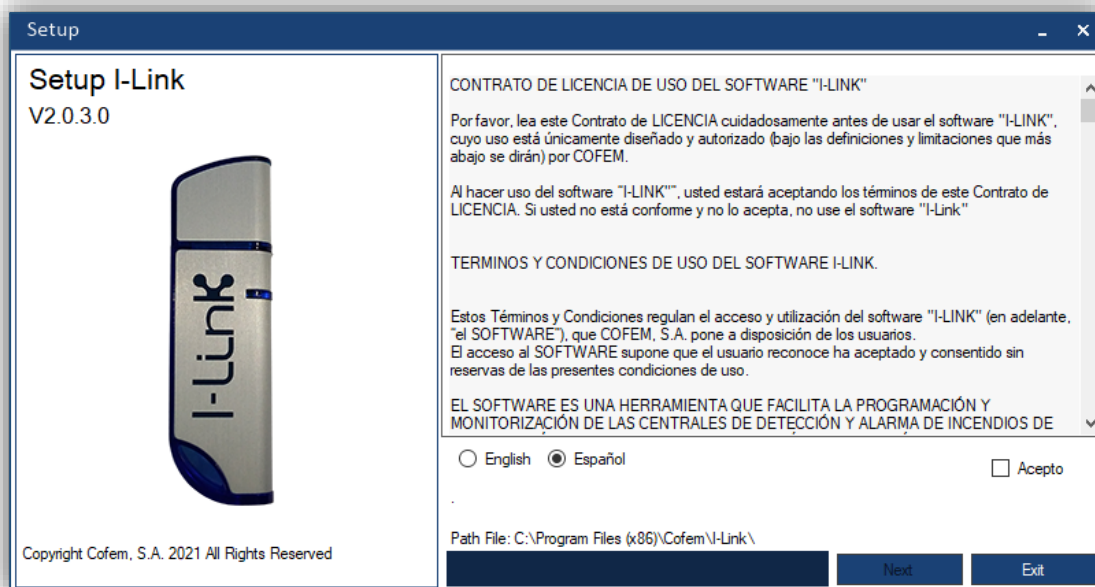 Setup
Setup I-Link
V2.0.3.0
I-Link
Copyright Cofem, S.A. 2021 All Rights Reserved
CONTRATO DE LICENCIA DE USO DEL SOFTWARE "I-LINK"
Por favor, lea este Contrato de LICENCIA cuidadosamente antes de usar el software "I-LINK",
cuyo uso está únicamente diseñado y autorizado (bajo las definiciones y limitaciones que más
abajo se dirán) por COFEM.
Al hacer uso del software "I-LINK"", usted estará aceptando los términos de este Contrato de
LICENCIA. Si usted no está conforme y no lo acepta, no use el software "I-Link"
TERMINOS Y CONDICIONES DE USO DEL SOFTWARE I-LINK.
Estos Términos y Condiciones regulan el acceso y utilización del software "I-LINK" (en adelante,
"el SOFTWARE"), que COFEM, S.A. pone a disposición de los usuarios.
El acceso al SOFTWARE supone que el usuario reconoce ha aceptado y consentido sin
reservas de las presentes condiciones de uso.
EL SOFTWARE ES UNA HERRAMIENTA QUE FACILITA LA PROGRAMACIÓN Y
MONITORIZACIÓN DE LAS CENTRALES DE DETECCIÓN Y ALARMA DE INCENDIOS DE
English Español
Acepto
.
Path File: C:\Program Files (x86)\Cofem\I-Link\
Next Exit